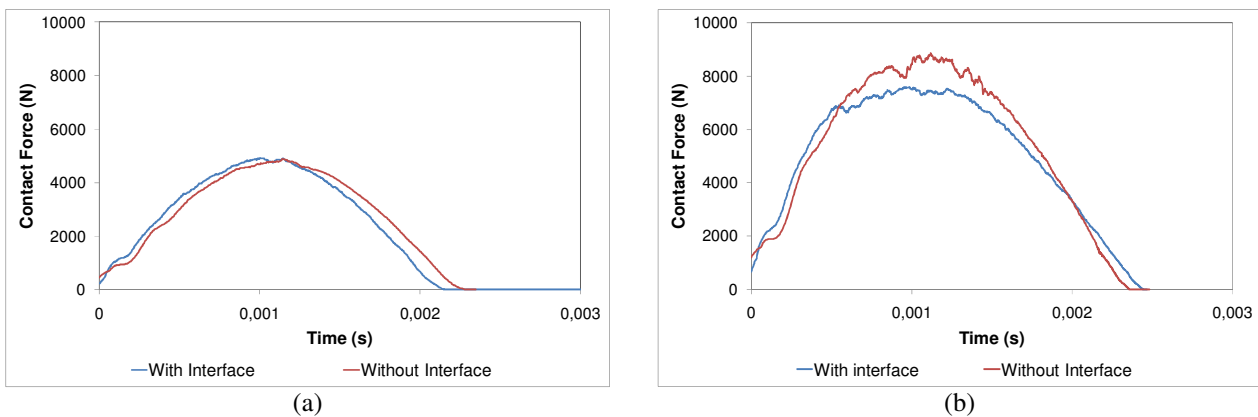 10000
8000
6000
4000
2000
0
Contact Force (N)
0 0,001 0,002 0,003
Time (s)
With Interface Without Interface
(a)
10000
8000
6000
4000
2000
0
Contact Force (N)
0 0,001 0,002 0,003
Time (s)
With interface Without Interface
(b)